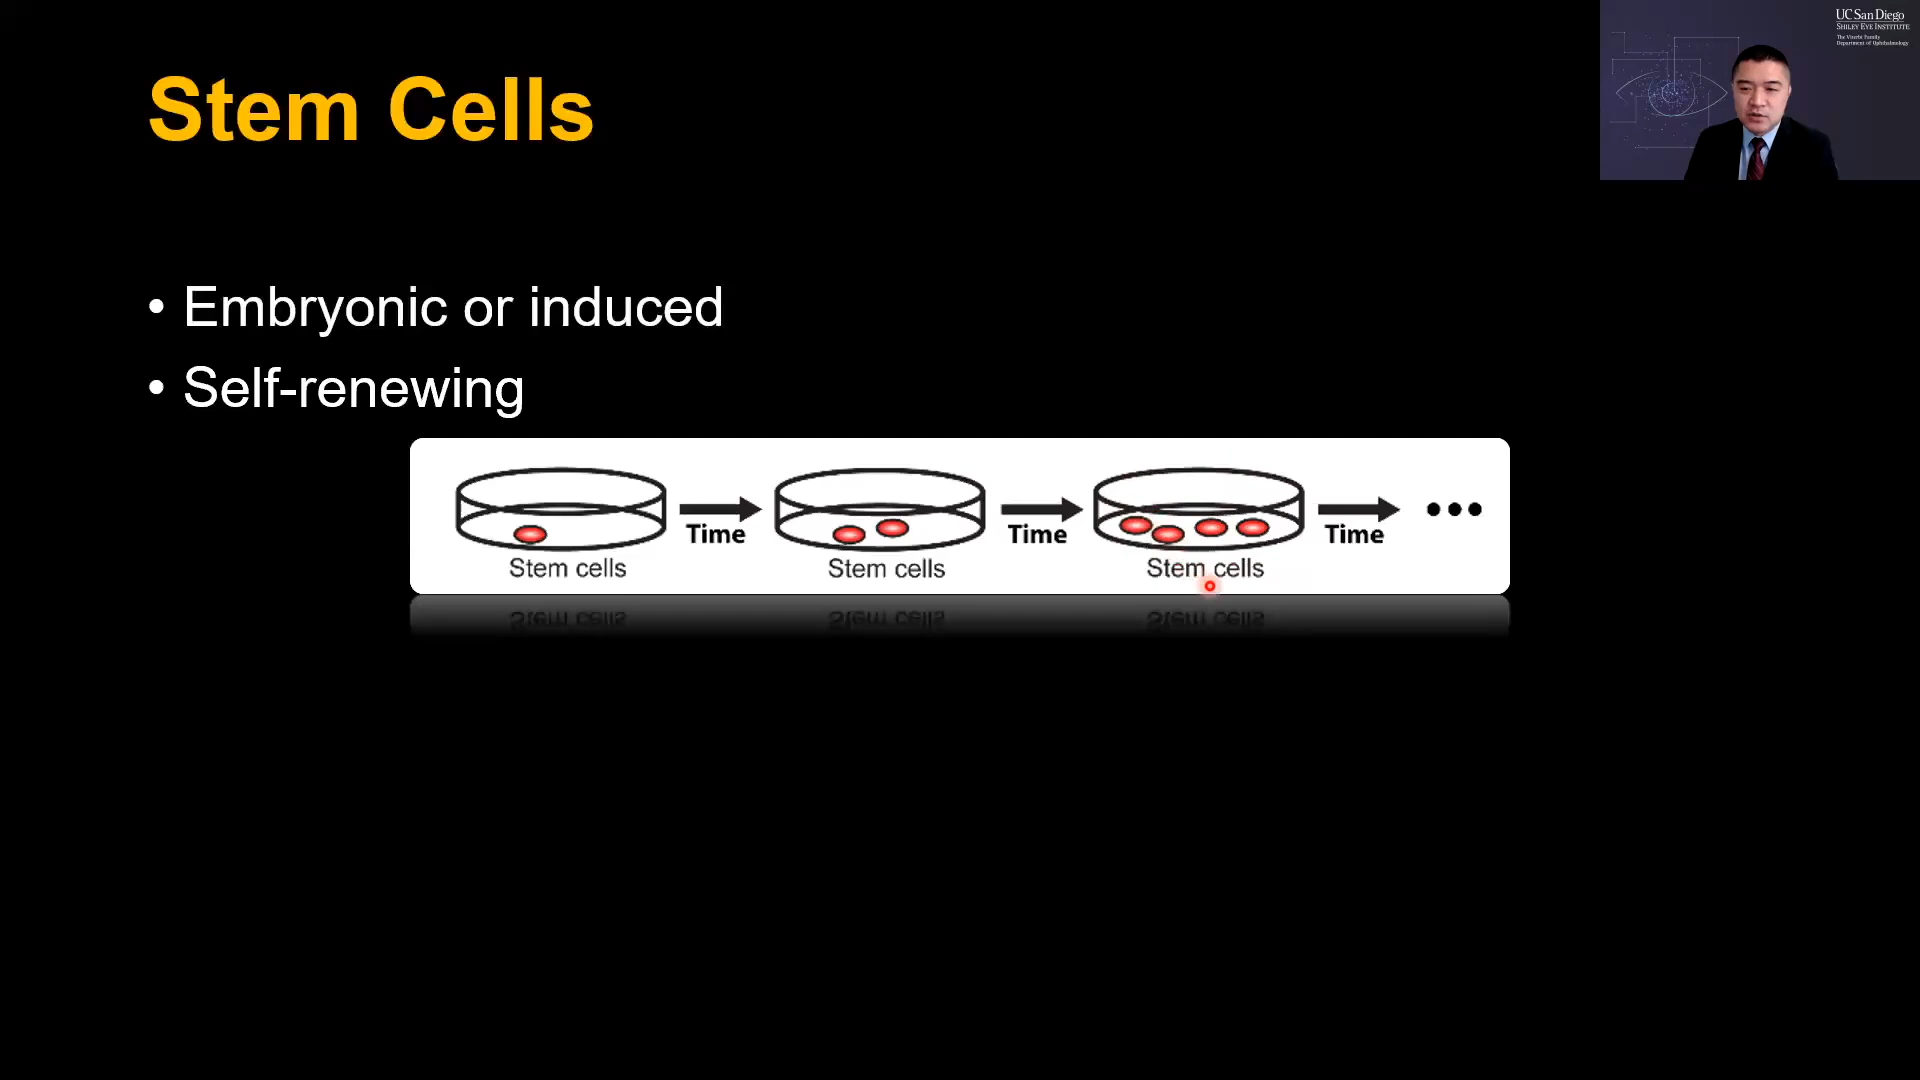 UC San Diego
SHILEY EYE INSTITUTE
The Viterbi Family
Department of Ophthalmology
Stem Cells
• Embryonic or induced
• Self-renewing
Time
Time
Time
Stem cells
Stem cells
Stem cells